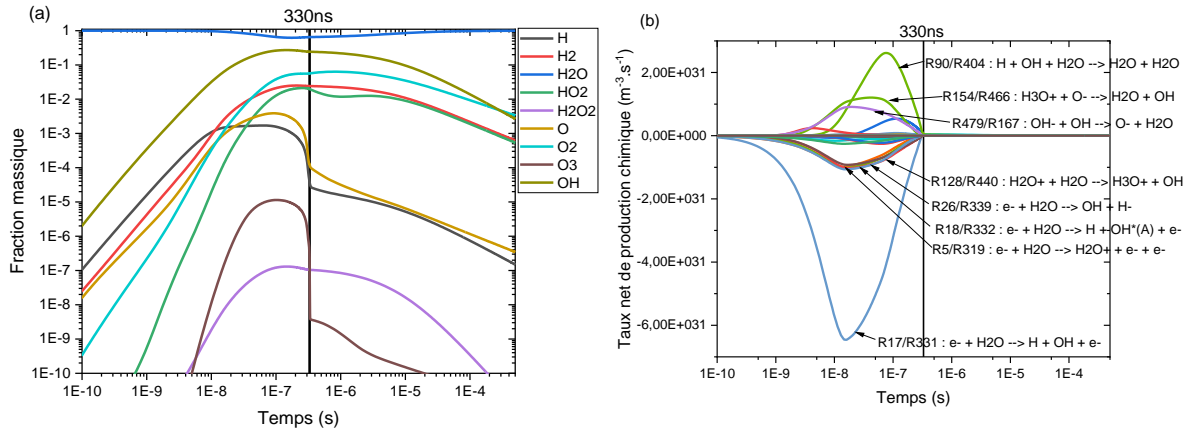 (a)
330ns
Fraction massique
1
1E-1
1E-2
1E-3
1E-4
1E-5
1E-6
1E-7
1E-8
1E-9
1E-10
1E-10
1E-9
1E-8
1E-7
1E-6
1E-5
1E-4
Temps (s)
H
H2
H2O
HO2
H2O2
O
O2
O3
OH
(b)
330ns
Taux net de production chimique (m⁻³.s⁻¹)
2,00E+031
0,00E+000
-2,00E+031
-4,00E+031
-6,00E+031
R90/R404 : H + OH + H2O --> H2O + H2O
R154/R466 : H3O+ + O- --> H2O + OH
R479/R167 : OH- + OH --> O- + H2O
R128/R440 : H2O+ + H2O --> H3O+ + OH
R26/R339 : e- + H2O --> OH + H-
R18/R332 : e- + H2O --> H + OH*(A) + e-
R5/R319 : e- + H2O --> H2O+ + e- + e-
R17/R331 : e- + H2O --> H + OH + e-
1E-10
1E-8
1E-6
1E-4
Temps (s)